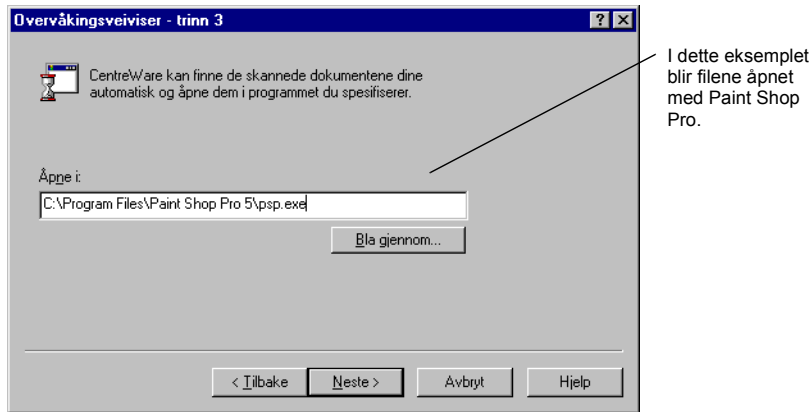 Overvåkingsveiviser - trinn 3
CentreWare kan finne de skannede dokumentene dine
automatisk og åpne dem i programmet du spesifiserer.
Åpne i:
C:\Program Files\Paint Shop Pro 5\psp.exe
Bla gjennom...
< Tilbake
Neste >
Avbryt
Hjelp
I dette eksemplet
blir filene åpnet
med Paint Shop
Pro.